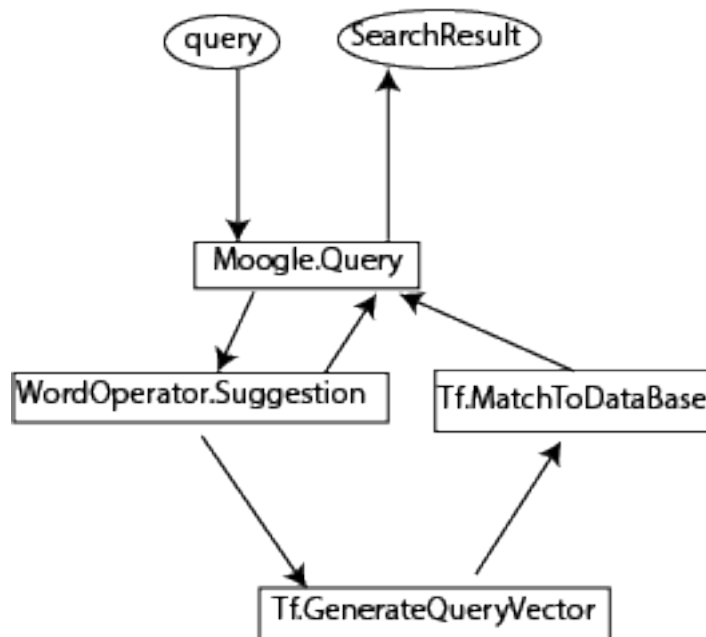 query
SearchResult
Moogle.Query
WordOperator.Suggestion
Tf.MatchToDataBase
Tf.GenerateQueryVector